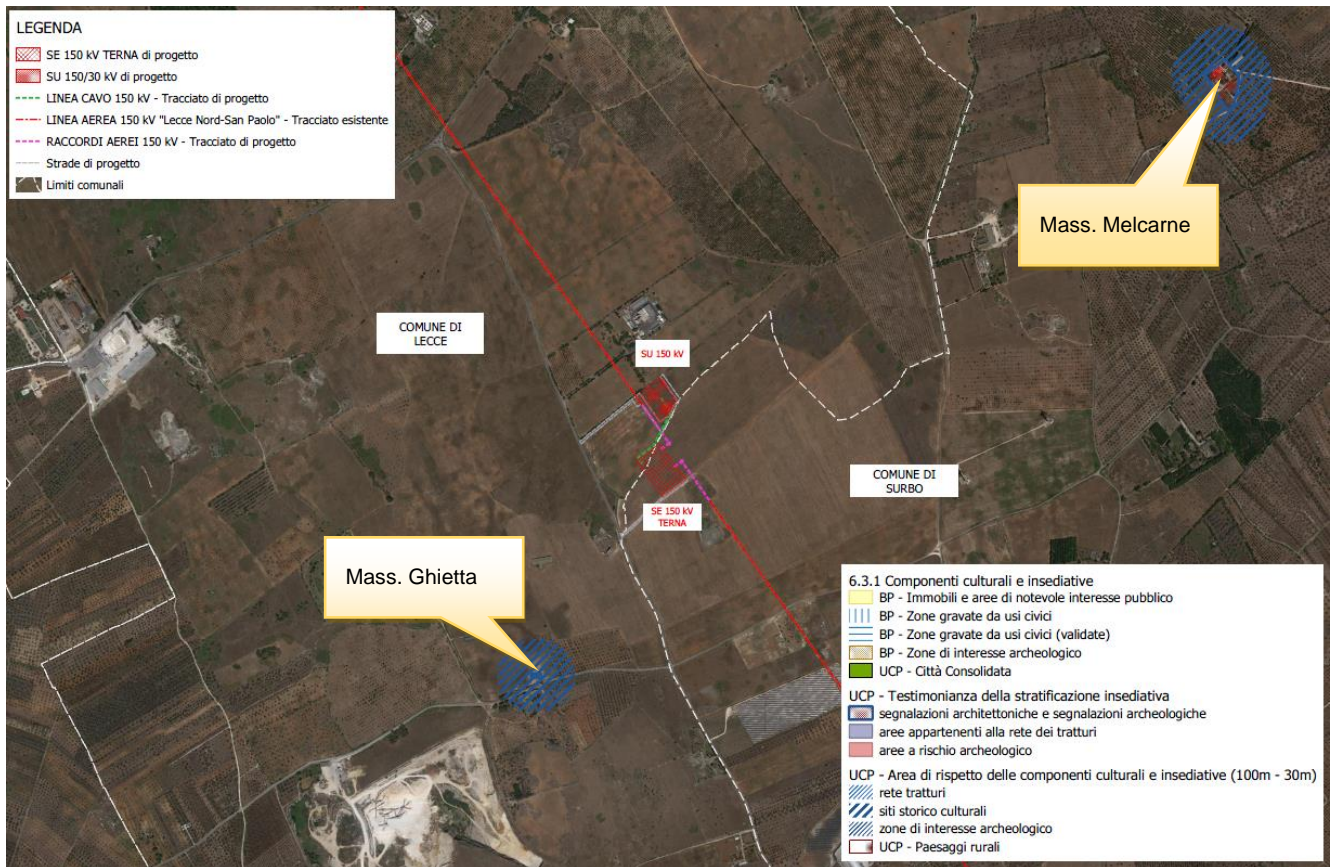 LEGENDA
SE 150 kV TERNA di progetto
SU 150/30 kV di progetto
LINEA CAVO 150 kV - Tracciato di progetto
LINEA AEREA 150 kV "Lecce Nord-San Paolo" - Tracciato esistente
RACCORDI AEREI 150 kV - Tracciato di progetto
Strade di progetto
Limiti comunali
Mass. Melcarne
COMUNE DI
LECCE
SU 150 kV
COMUNE DI
SURBO
SE 150 kV
TERNA
Mass. Ghietta
6.3.1 Componenti culturali e insediative
BP - Immobili e aree di notevole interesse pubblico
BP - Zone gravate da usi civici
BP - Zone gravate da usi civici (validate)
BP - Zone di interesse archeologico
UCP - Città Consolidata
UCP - Testimonianza della stratificazione insediativa
segnalazioni architettoniche e segnalazioni archeologiche
aree appartenenti alla rete dei tratturi
aree a rischio archeologico
UCP - Area di rispetto delle componenti culturali e insediative (100m - 30m)
rete tratturi
siti storico culturali
zone di interesse archeologico
UCP - Paesaggi rurali